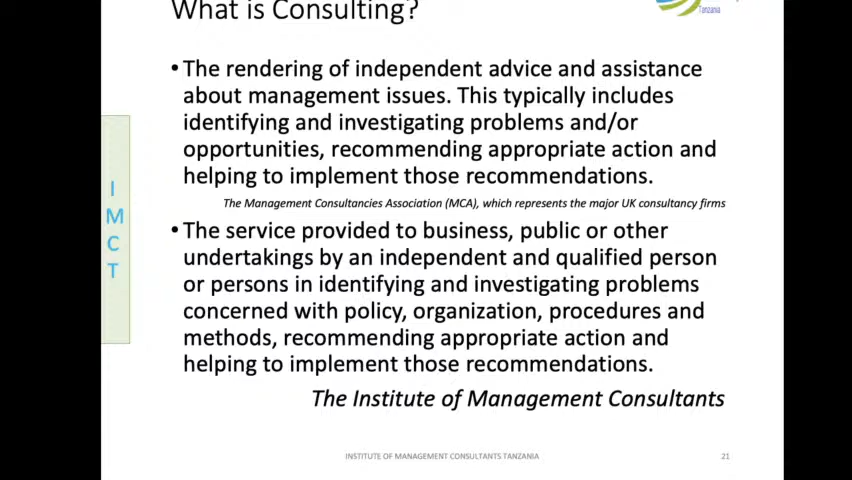 What is Consulting?
Tanzania
• The rendering of independent advice and assistance
about management issues. This typically includes
identifying and investigating problems and/or
opportunities, recommending appropriate action and
helping to implement those recommendations.
The Management Consultancies Association (MCA), which represents the major UK consultancy firms
• The service provided to business, public or other
undertakings by an independent and qualified person
or persons in identifying and investigating problems
concerned with policy, organization, procedures and
methods, recommending appropriate action and
helping to implement those recommendations.
The Institute of Management Consultants
I
M
C
T
INSTITUTE OF MANAGEMENT CONSULTANTS TANZANIA
21